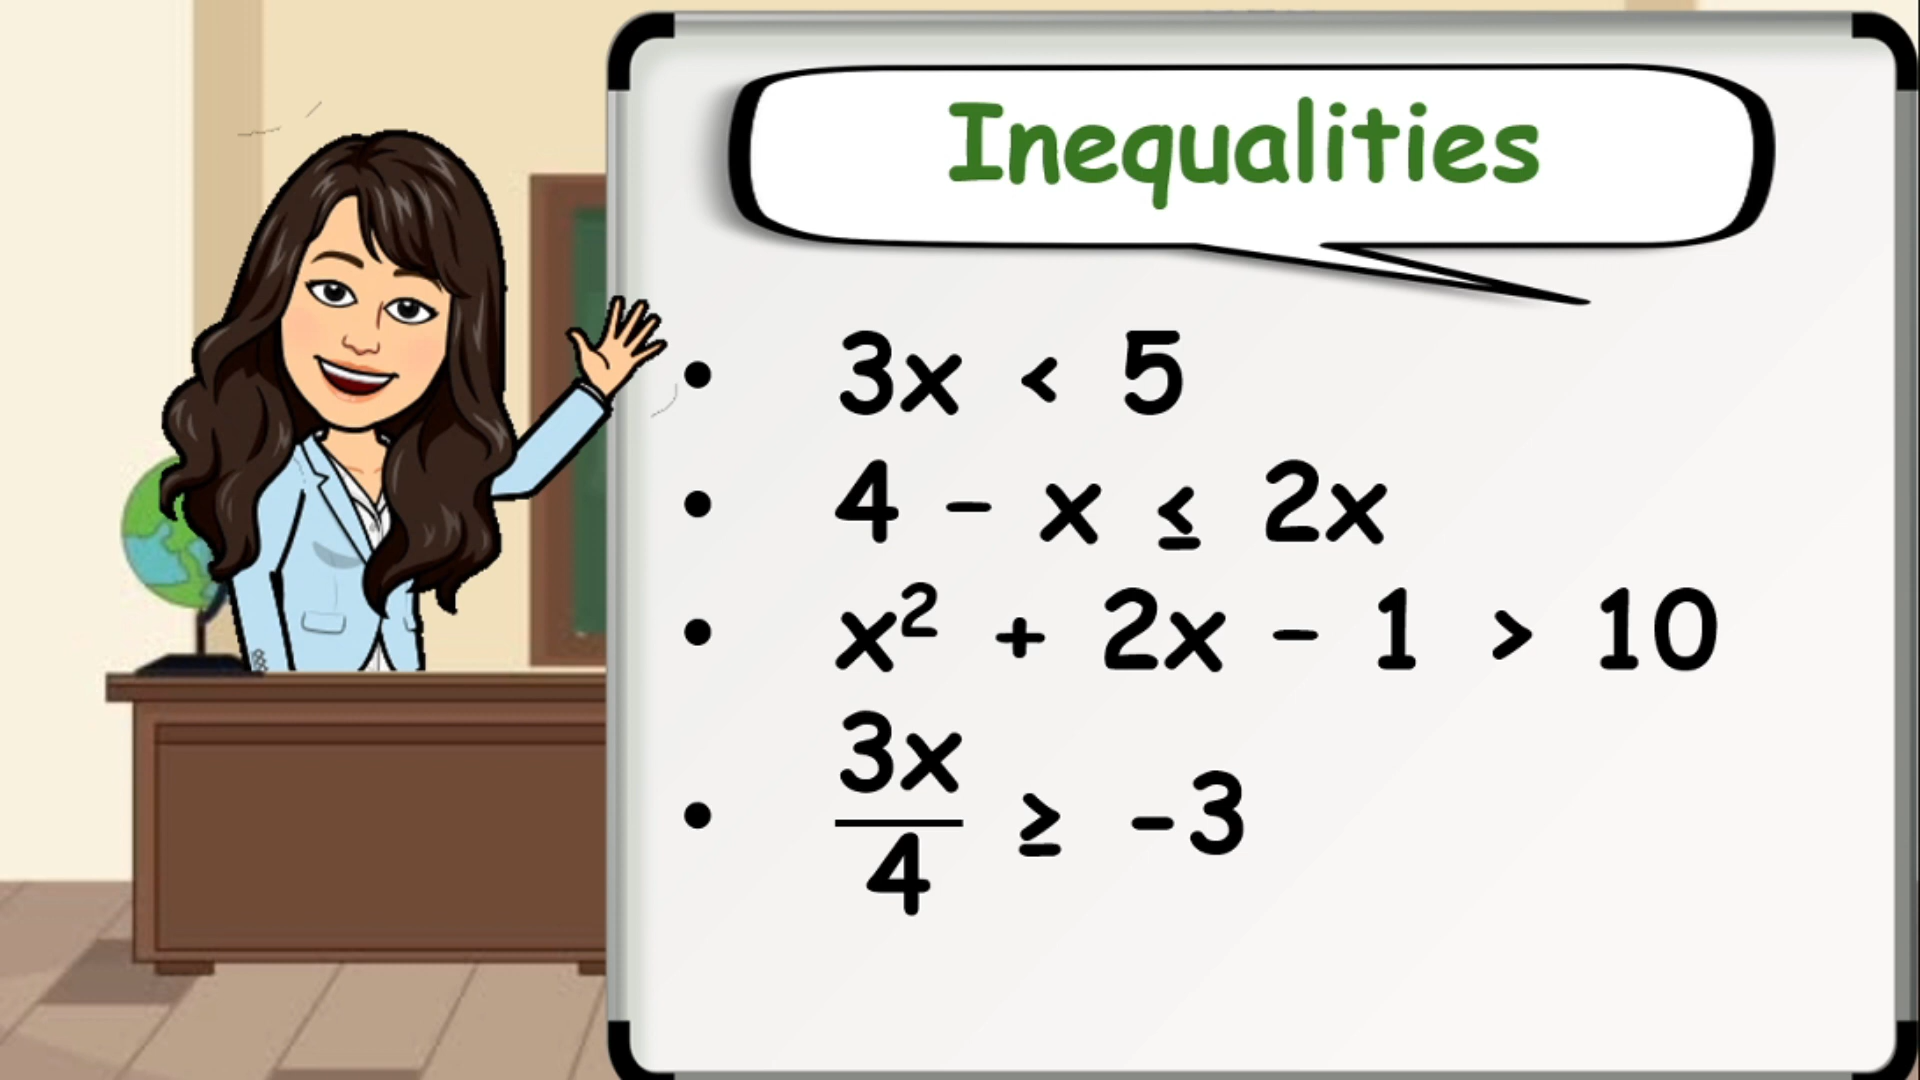 Inequalities
• 3x < 5
• 4 – x ≤ 2x
• x² + 2x – 1 > 10
• 3x/4 ≥ -3